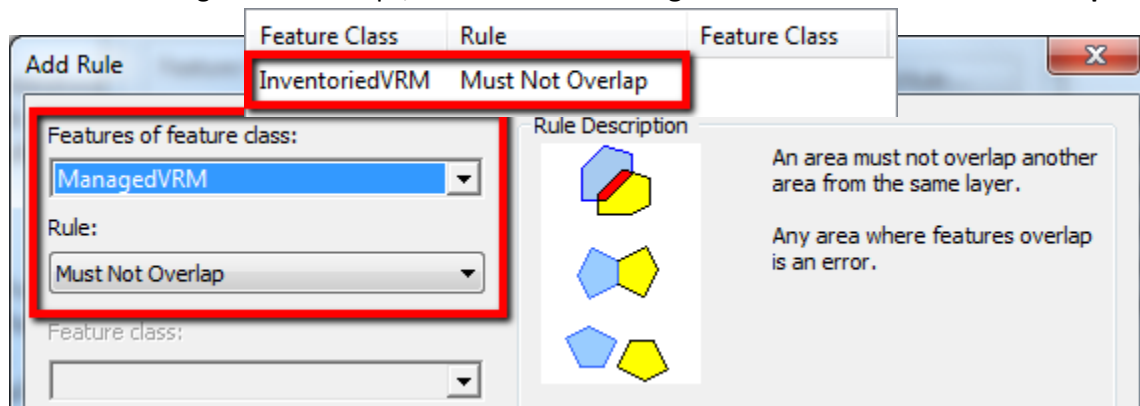 Feature Class Rule Feature Class
InventoriedVRM Must Not Overlap
Add Rule
Features of feature class:
ManagedVRM
Rule:
Must Not Overlap
Feature class:
Rule Description
An area must not overlap another
area from the same layer.
Any area where features overlap
is an error.